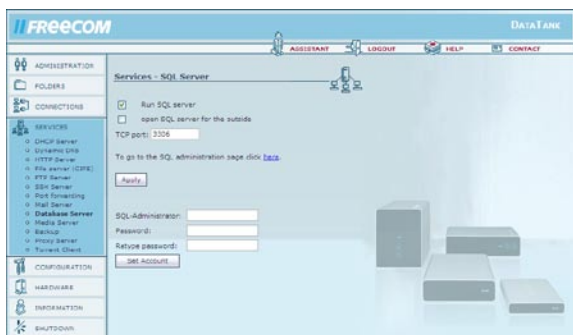 FREECOM
DATATANK
ASSISTANT LOGOUT HELP CONTACT
ADMINISTRATION
FOLDERS
CONNECTIONS
SERVICES
DHCP Server
Dynamic DNS
HTTP Server
File server (CIFS)
FTP Server
SSH Server
Port forwarding
Mail Server
Database Server
Media Server
Backup
Proxy Server
Torrent Client
CONFIGURATION
HARDWARE
INFORMATION
SHUTDOWN
Services - SQL Server
Run SQL server
open SQL server for the outside
TCP port: 3306
To go to the SQL administration page click here.
Apply
SQL-Administrator:
Password:
Retype password:
Set Account